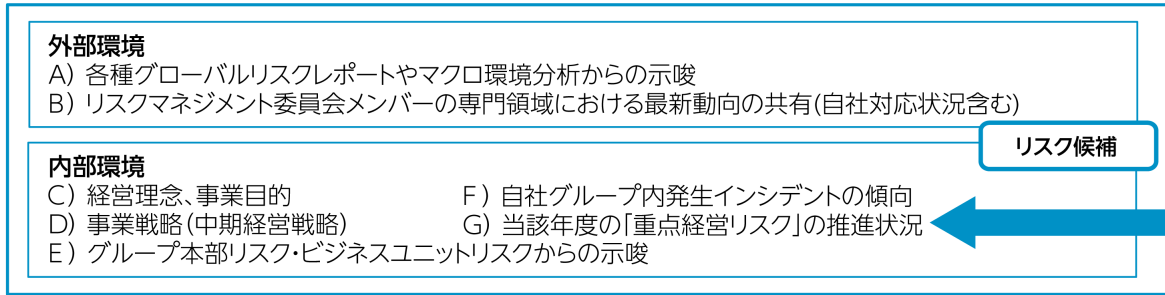 外部環境
A) 各種グローバルリスクレポートやマクロ環境分析からの示唆
B) リスクマネジメント委員会メンバーの専門領域における最新動向の共有(自社対応状況含む)
リスク候補
内部環境
C) 経営理念、事業目的
D) 事業戦略(中期経営戦略)
E) グループ本部リスク・ビジネスユニットリスクからの示唆
F) 自社グループ内発生インシデントの傾向
G) 当該年度の「重点経営リスク」の推進状況